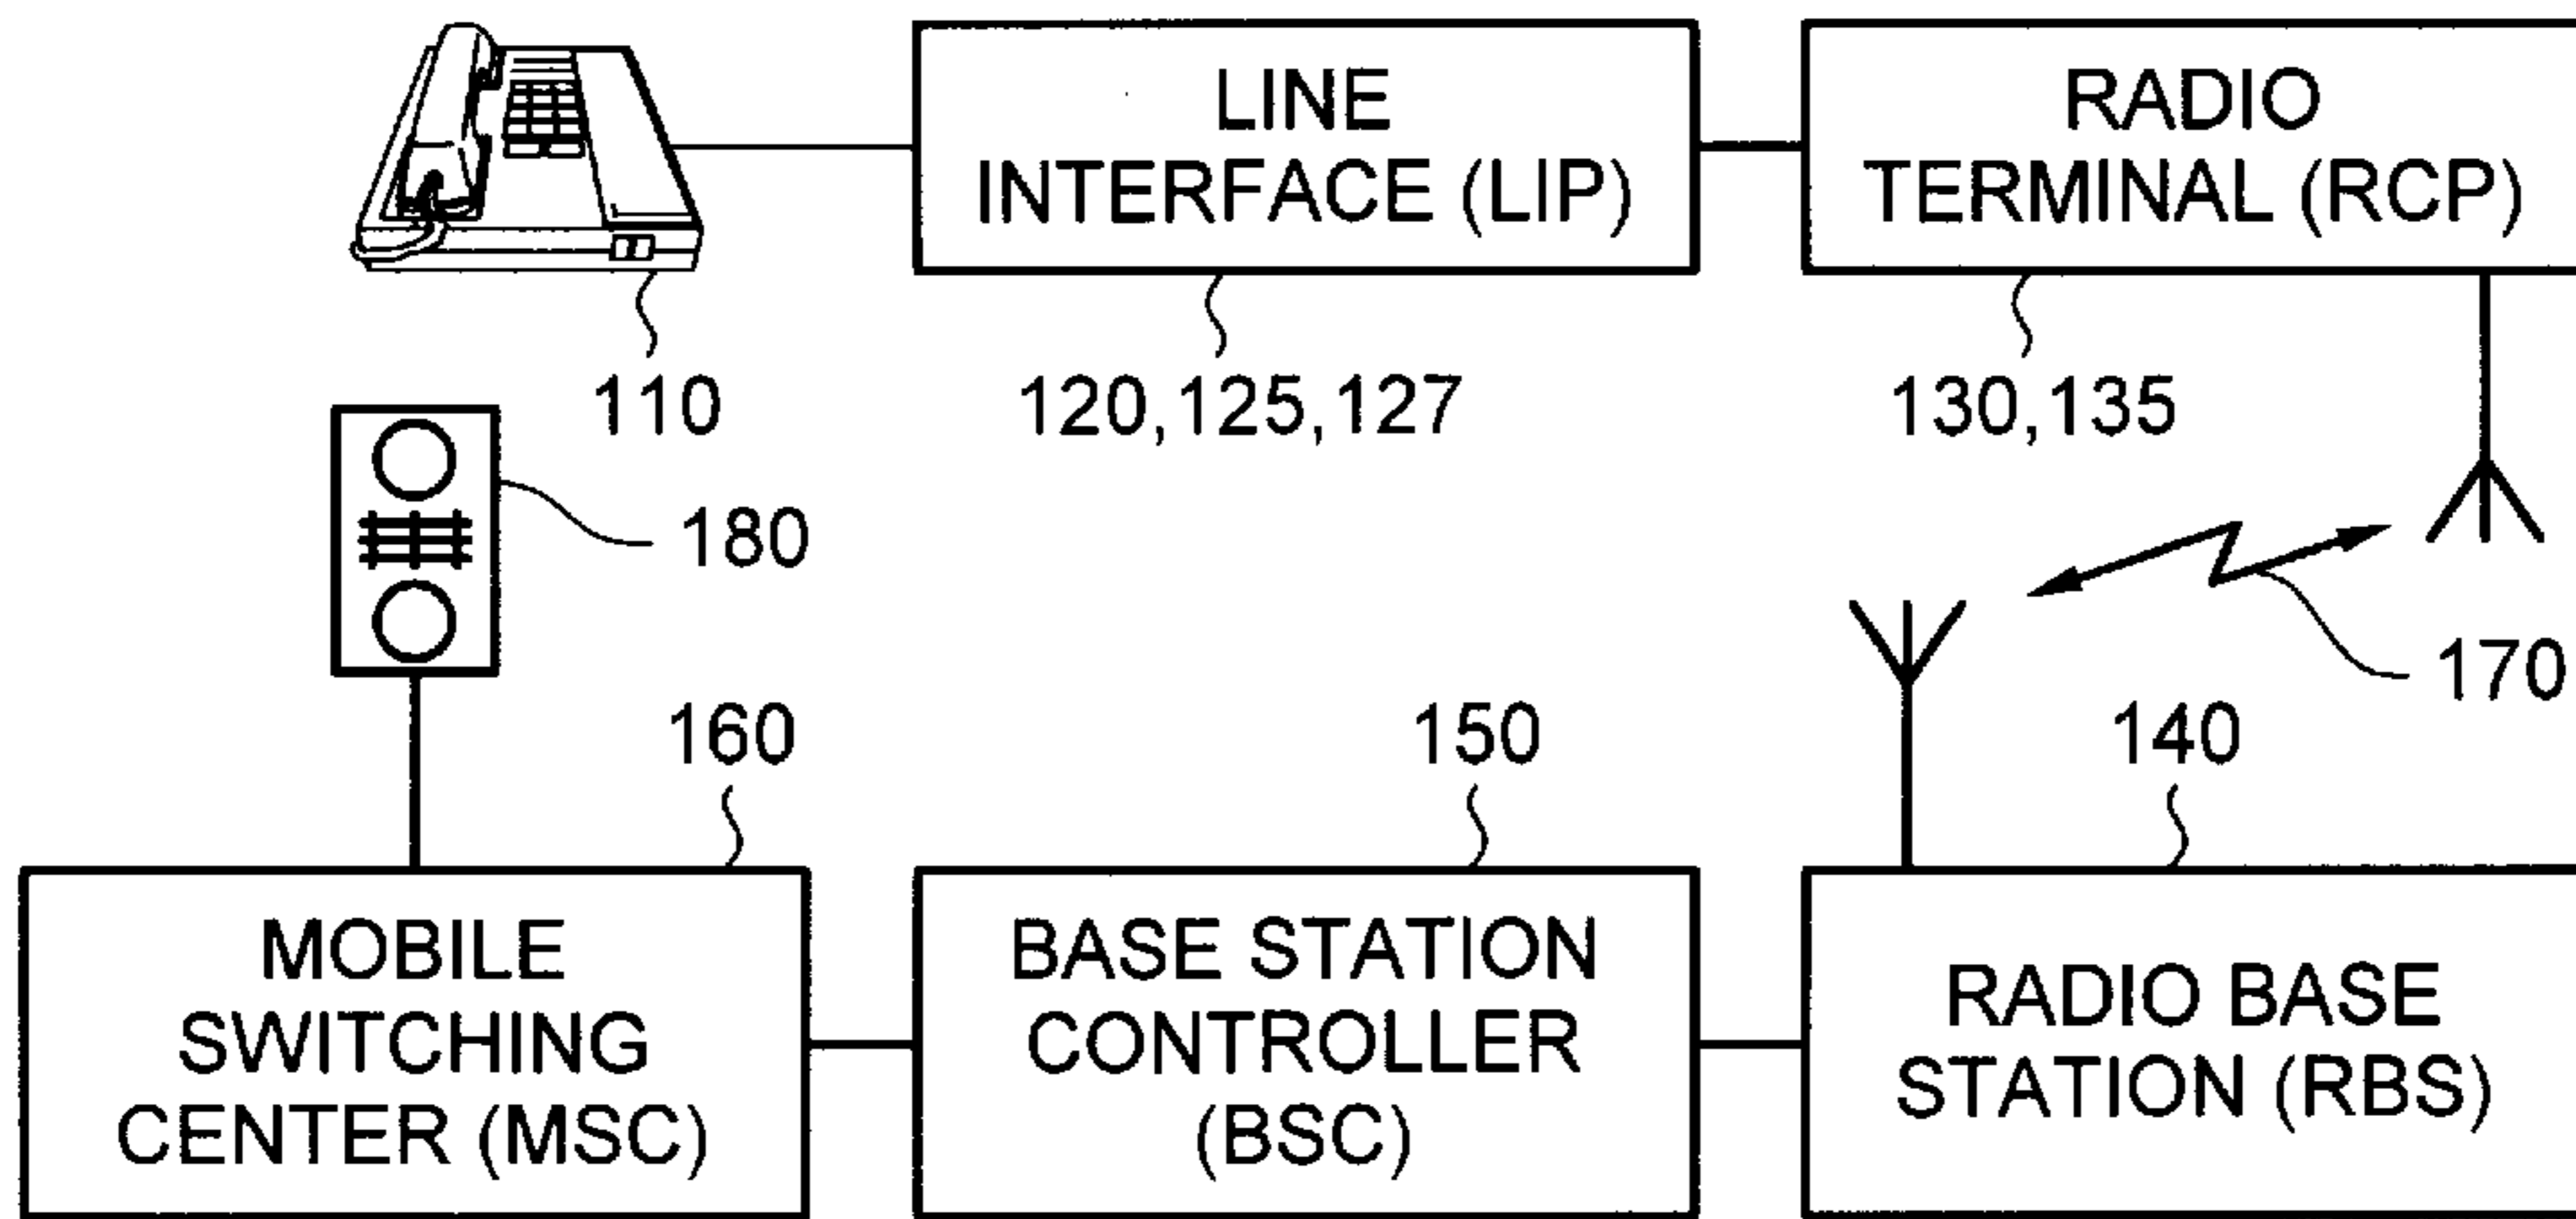 LINE
INTERFACE (LIP)
RADIO
TERMINAL (RCP)
110
120,125,127
130,135
180
170
160
150
140
MOBILE
SWITCHING
CENTER (MSC)
BASE STATION
CONTROLLER
(BSC)
RADIO BASE
STATION (RBS)